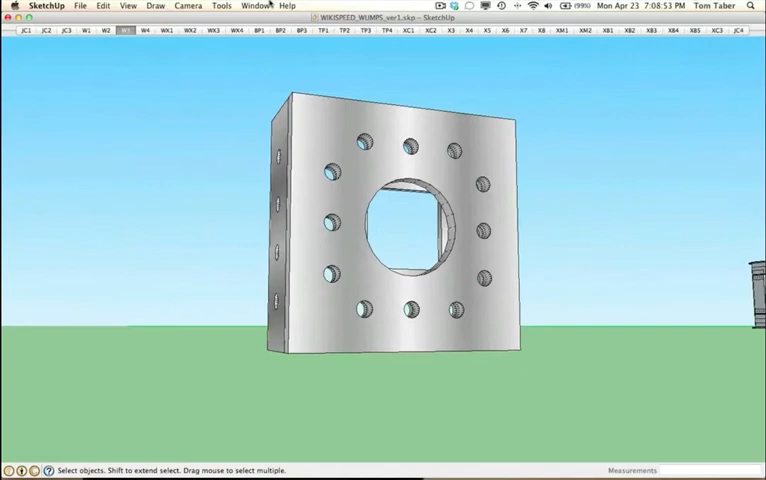 SketchUp File Edit View Draw Camera Tools Window Help (99%) Mon Apr 23 7:08:53 PM Tom Taber
WIKISPEED_WUMPS_ver1.skp – SketchUp
JC1 JC2 JC3 W1 W2 W3 W4 WX1 WX2 WX3 WX4 BP1 BP2 BP3 TP1 TP2 TP3 TP4 XC1 XC2 XC3 X4 X5 X6 X7 X8 XM1 XM2 XB1 XB2 XB3 XB4 XB5 XC3 JC4
Select objects. Shift to extend select. Drag mouse to select multiple.
Measurements